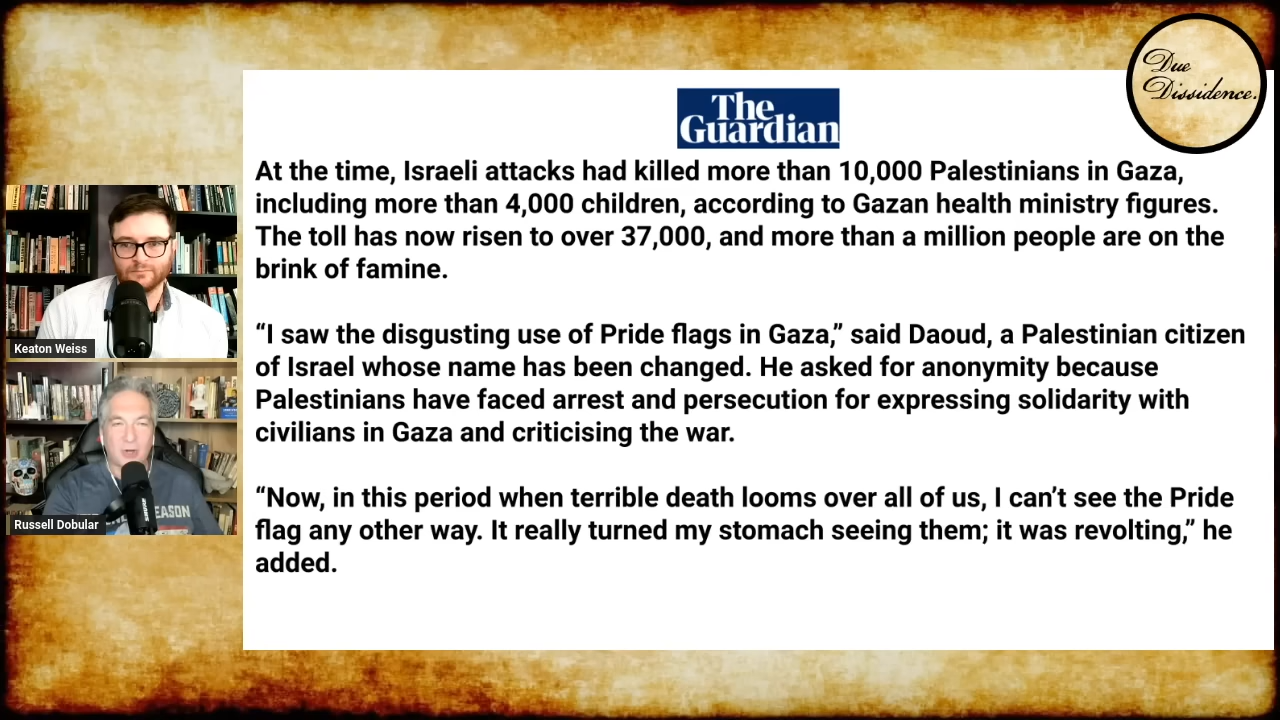 Due
Dissidence.
The
Guardian
At the time, Israeli attacks had killed more than 10,000 Palestinians in Gaza,
including more than 4,000 children, according to Gazan health ministry figures.
The toll has now risen to over 37,000, and more than a million people are on the
brink of famine.
“I saw the disgusting use of Pride flags in Gaza,” said Daoud, a Palestinian citizen
of Israel whose name has been changed. He asked for anonymity because
Palestinians have faced arrest and persecution for expressing solidarity with
civilians in Gaza and criticising the war.
“Now, in this period when terrible death looms over all of us, I can’t see the Pride
flag any other way. It really turned my stomach seeing them; it was revolting,” he
added.
Keaton Weiss
Russell Dobular